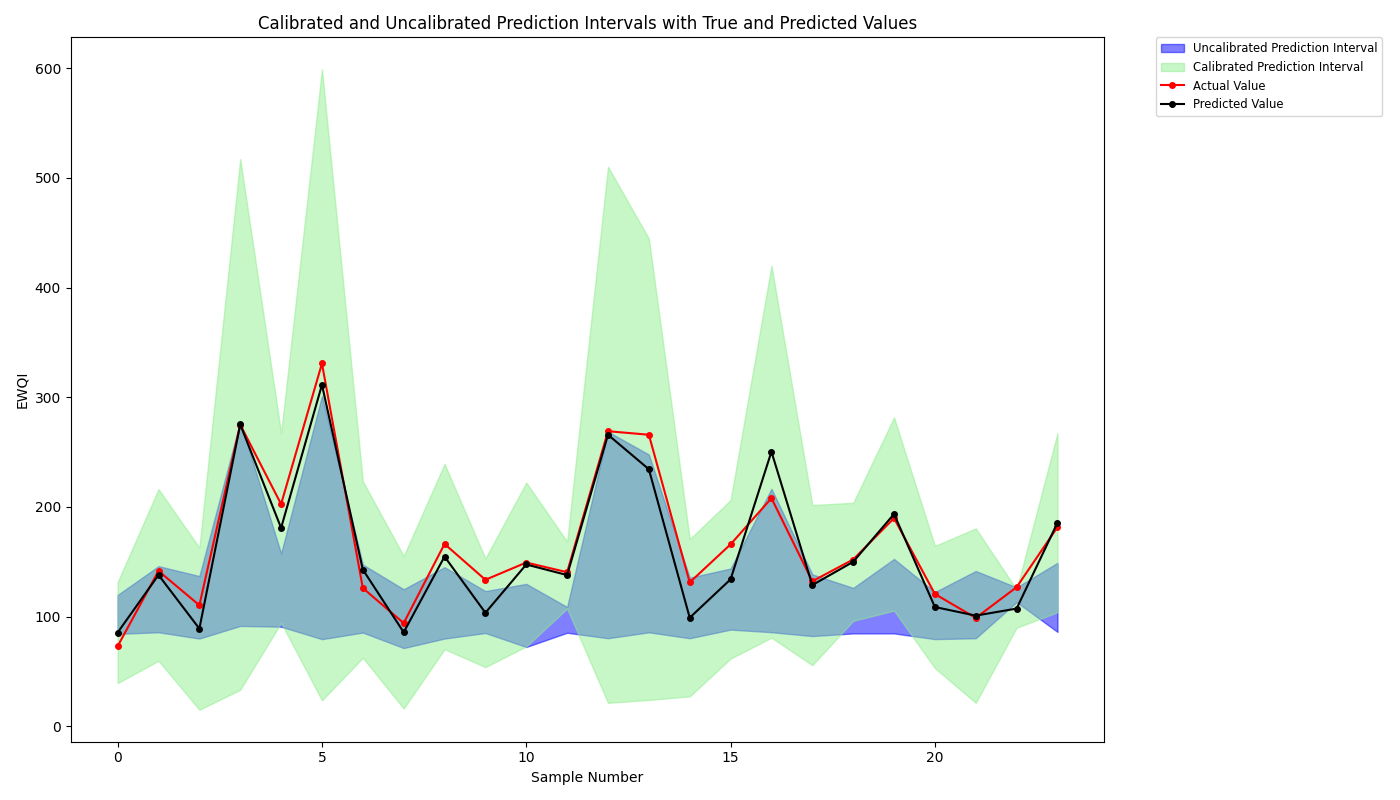 Calibrated and Uncalibrated Prediction Intervals with True and Predicted Values
Uncalibrated Prediction Interval
Calibrated Prediction Interval
Actual Value
Predicted Value
600
500
400
300
200
100
0
EWQI
0 5 10 15 20
Sample Number